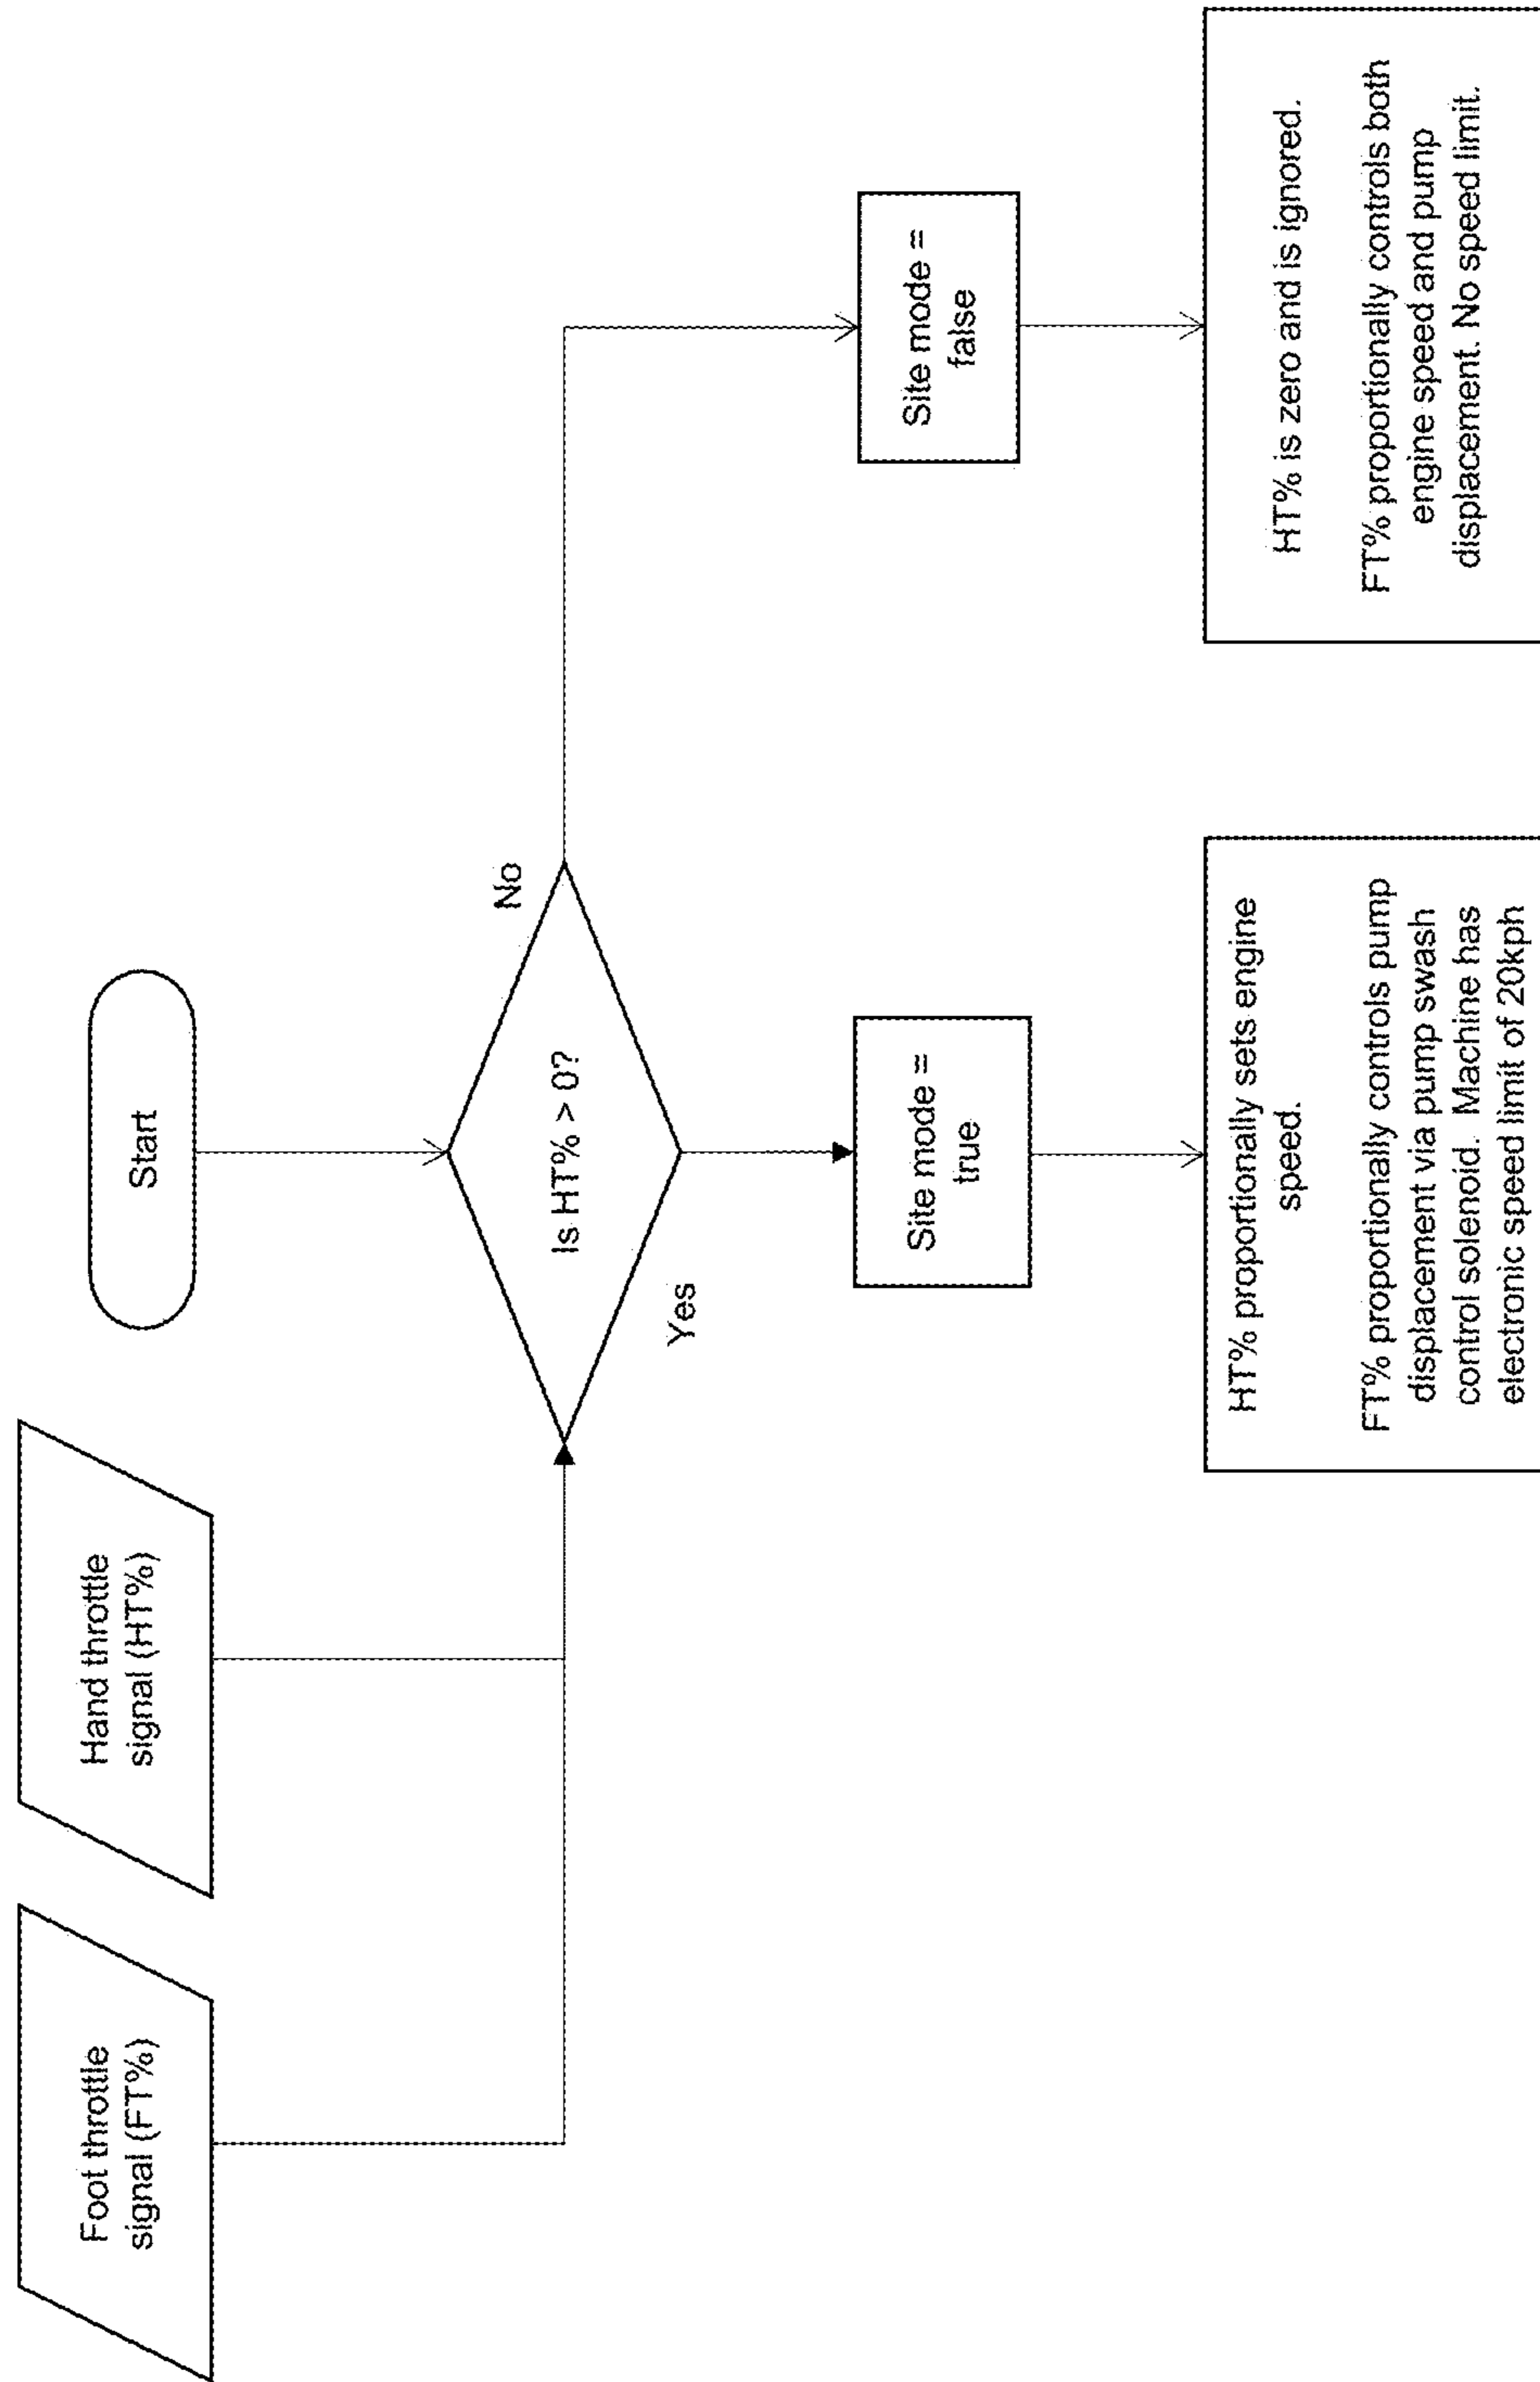 Foot throttle
signal (FT%)
Hand throttle
signal (HT%)
Start
Is HT% > 0?
No
Yes
Site mode =
true
Site mode =
false
HT% proportionally sets engine
speed.
FT% proportionally controls pump
displacement via pump swash
control solenoid. Machine has
electronic speed limit of 20kph
HT% is zero and is ignored.
FT% proportionally controls both
engine speed and pump
displacement. No speed limit.